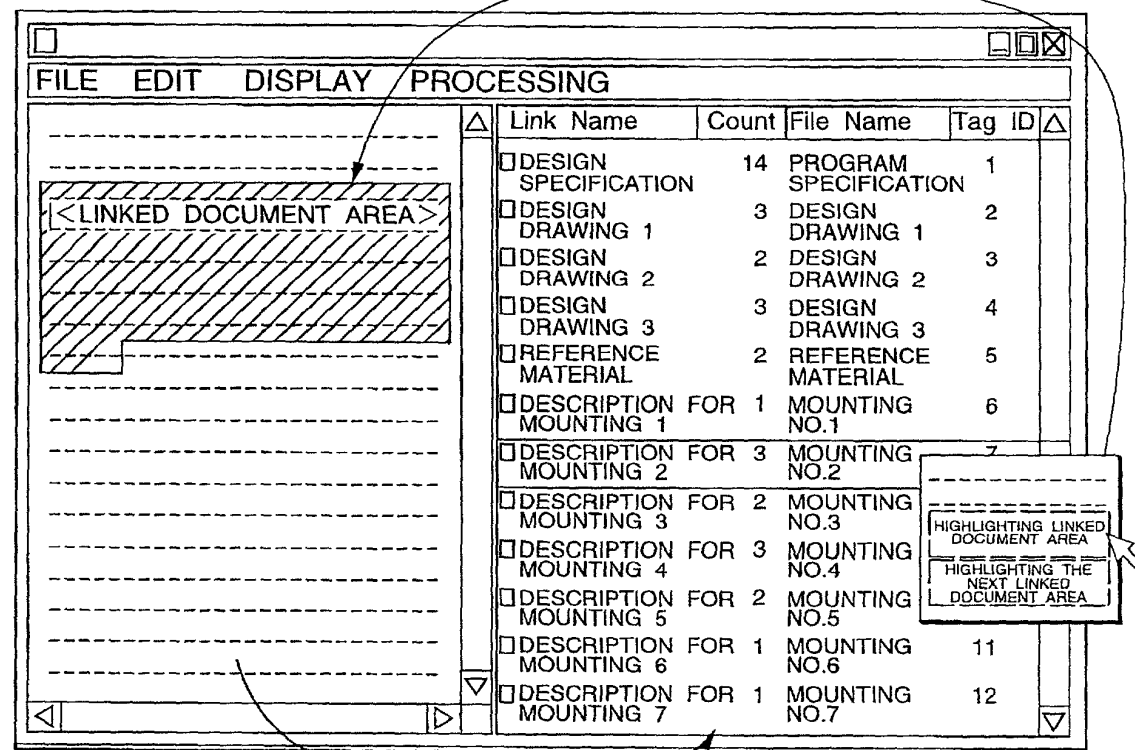 FILE EDIT DISPLAY PROCESSING
<LINKED DOCUMENT AREA>
Link Name Count File Name Tag ID
DESIGN 14 PROGRAM 1
SPECIFICATION SPECIFICATION
DESIGN 3 DESIGN 2
DRAWING 1 DRAWING 1
DESIGN 2 DESIGN 3
DRAWING 2 DRAWING 2
DESIGN 3 DESIGN 4
DRAWING 3 DRAWING 3
REFERENCE 2 REFERENCE 5
MATERIAL MATERIAL
DESCRIPTION FOR 1 MOUNTING 6
MOUNTING 1 NO.1
DESCRIPTION FOR 3 MOUNTING 7
MOUNTING 2 NO.2
DESCRIPTION FOR 2 MOUNTING
MOUNTING 3 NO.3
DESCRIPTION FOR 3 MOUNTING
MOUNTING 4 NO.4
DESCRIPTION FOR 2 MOUNTING
MOUNTING 5 NO.5
DESCRIPTION FOR 1 MOUNTING 11
MOUNTING 6 NO.6
DESCRIPTION FOR 1 MOUNTING 12
MOUNTING 7 NO.7
HIGHLIGHTING LINKED
DOCUMENT AREA
HIGHLIGHTING THE
NEXT LINKED
DOCUMENT AREA